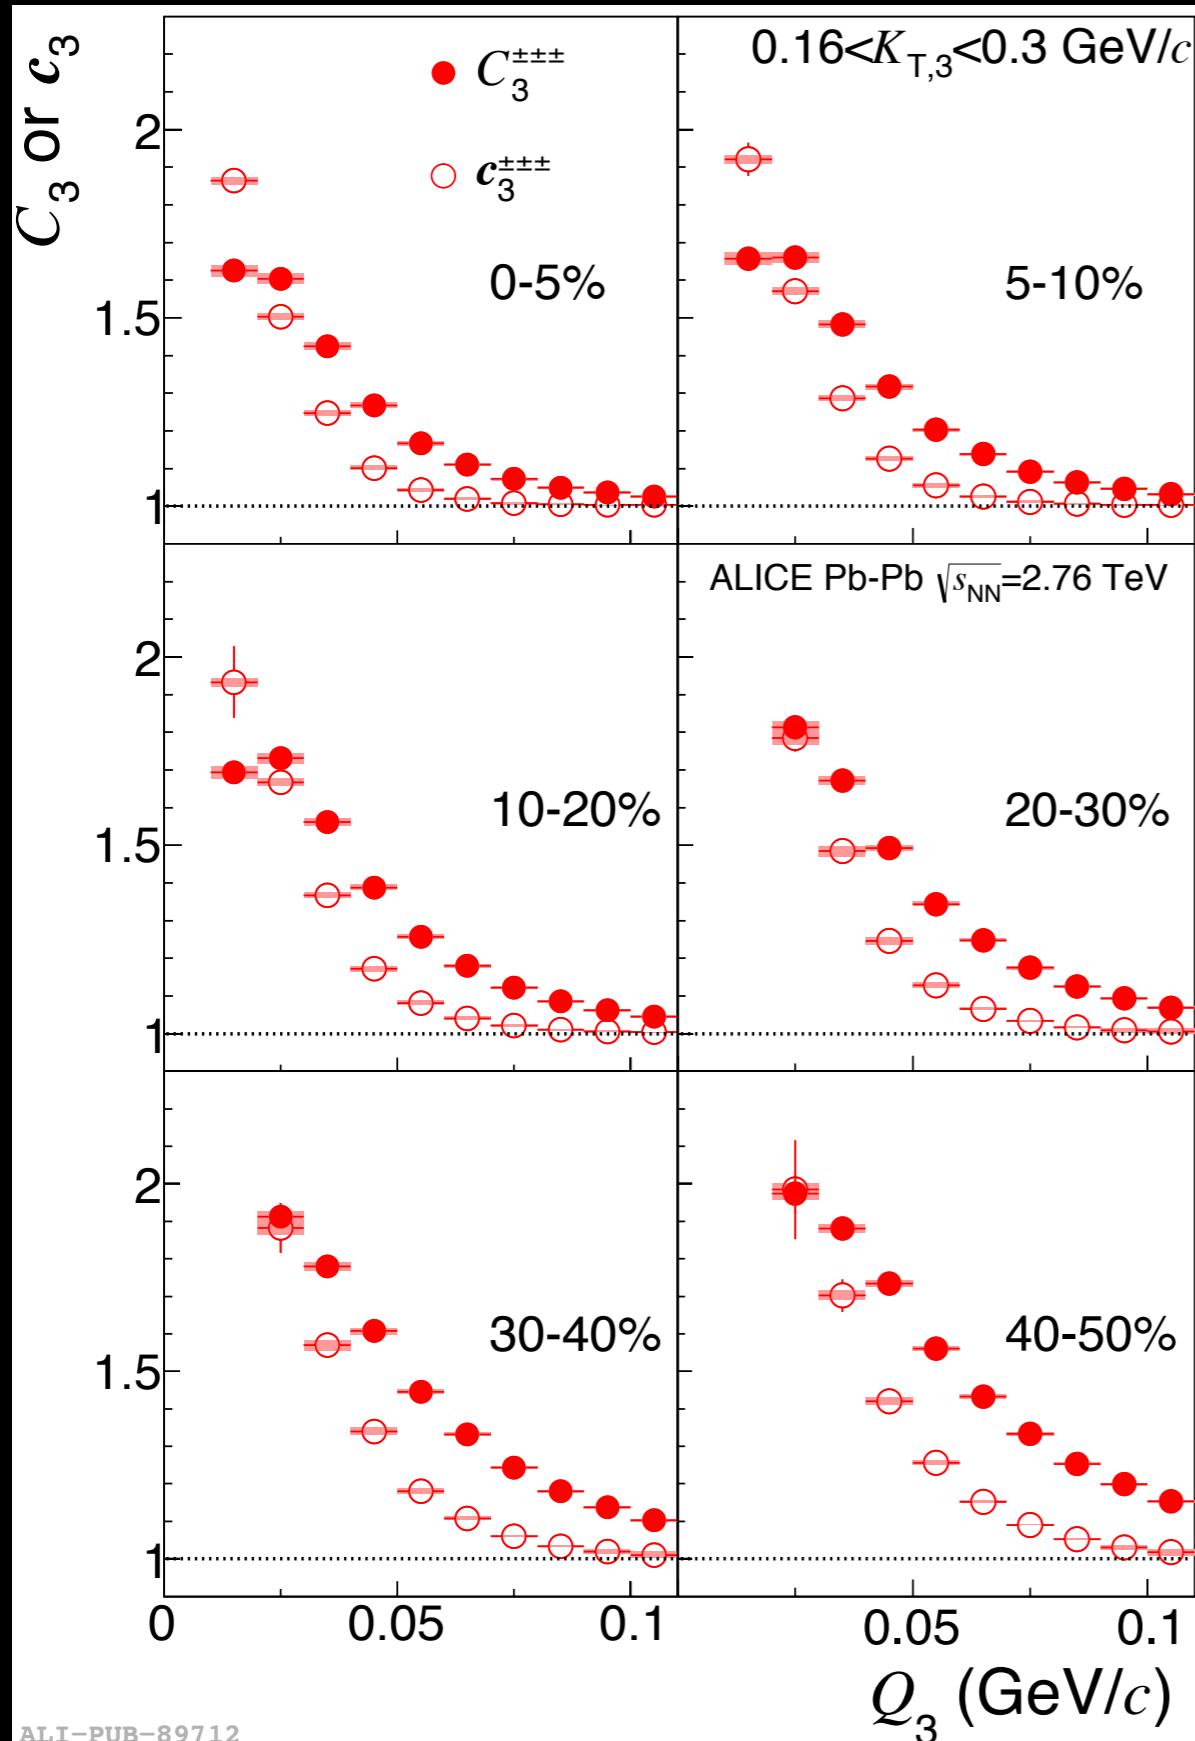 C₃ or c₃
C₃^±±±
c₃^±±±
0.16<K_T,3<0.3 GeV/c
2
1.5
1
0-5%
5-10%
ALICE Pb-Pb √s_NN=2.76 TeV
2
1.5
1
10-20%
20-30%
2
1.5
1
30-40%
40-50%
0 0.05 0.1 0.05 0.1
Q₃ (GeV/c)
ALI-PUB-89712